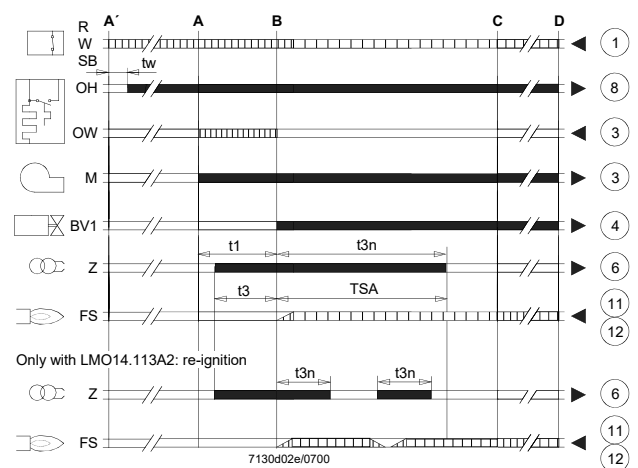 A´ A B C D
R
W 1
SB tw
OH 8
OW 3
M 3
BV1 4
t1 t3n
Z 6
t3 TSA
FS 11
12
Only with LMO14.113A2: re-ignition
t3n t3n
Z 6
FS 11
7130d02e/0700 12